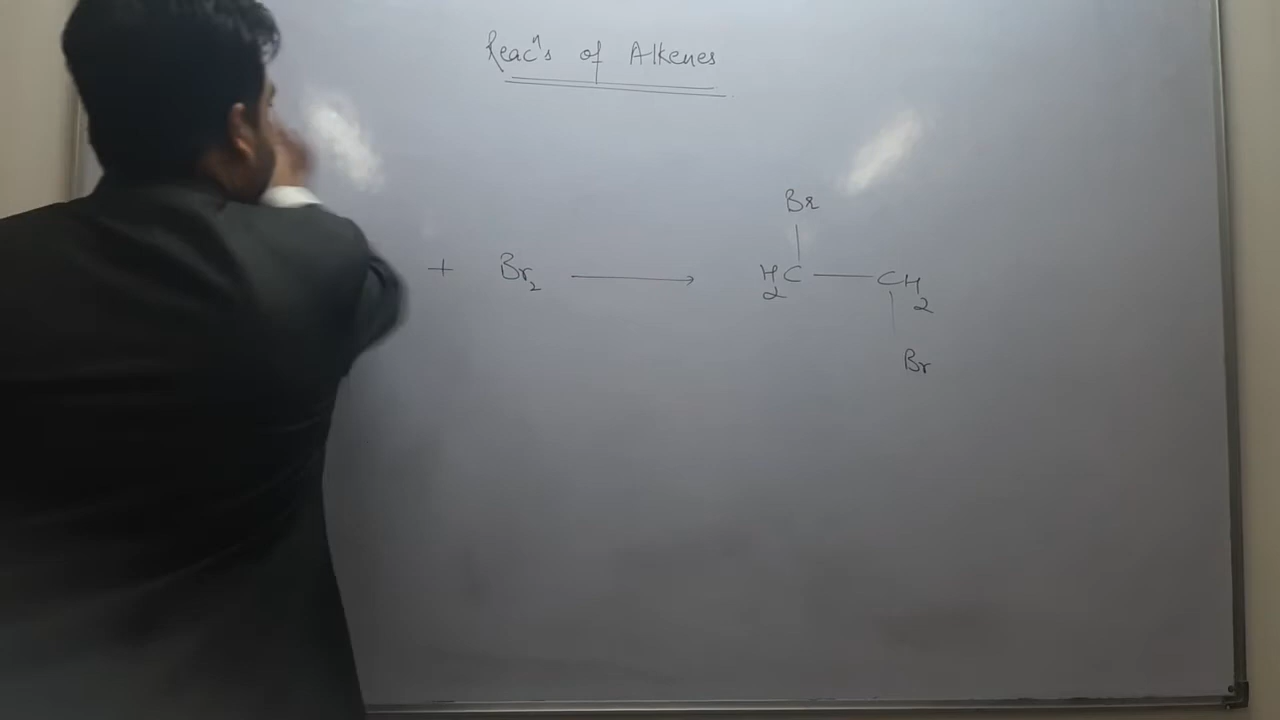 Reacⁿs of Alkenes
Br
+ Br₂ ⟶ H₂C — CH₂
Br